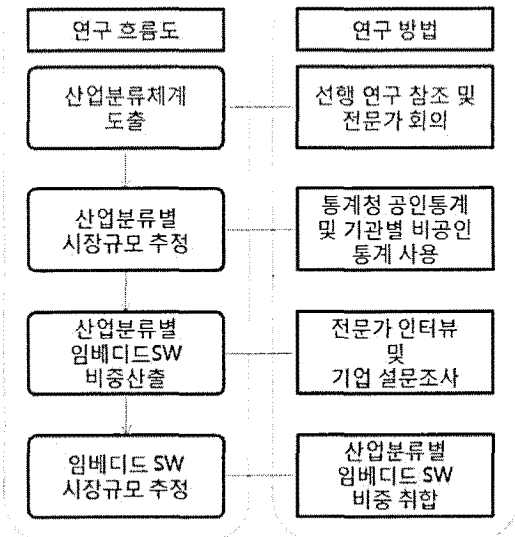 연구 흐름도
산업분류체계
도출
산업분류별
시장규모 추정
산업분류별
임베디드SW
비중산출
임베디드 SW
시장규모 추정
연구 방법
선행 연구 참조 및
전문가 회의
통계청 공인통계
및 기관별 비공인
통계 사용
전문가 인터뷰
및
기업 설문조사
산업분류별
임베디드 SW
비중 취합